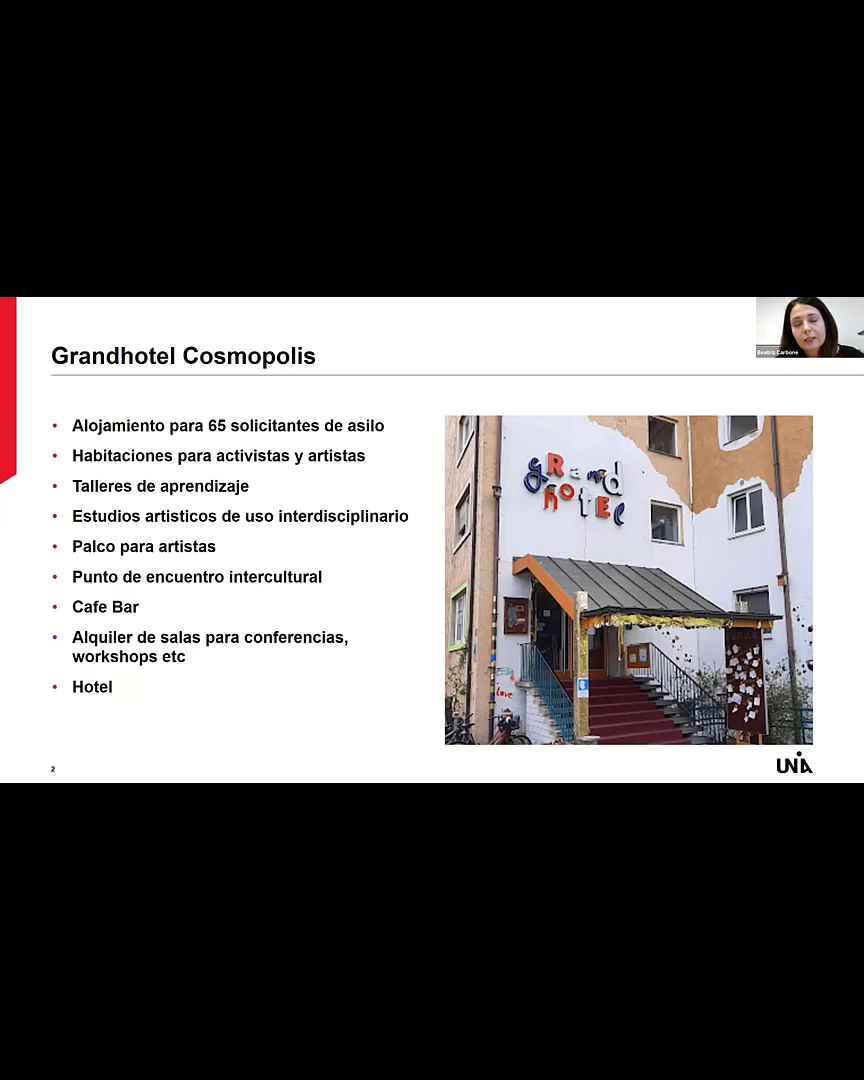 Grandhotel Cosmopolis
Beatriz Carbone
• Alojamiento para 65 solicitantes de asilo
• Habitaciones para activistas y artistas
• Talleres de aprendizaje
• Estudios artisticos de uso interdisciplinario
• Palco para artistas
• Punto de encuentro intercultural
• Cafe Bar
• Alquiler de salas para conferencias,
workshops etc
• Hotel
gRand
hotEl
love
2
UNIA